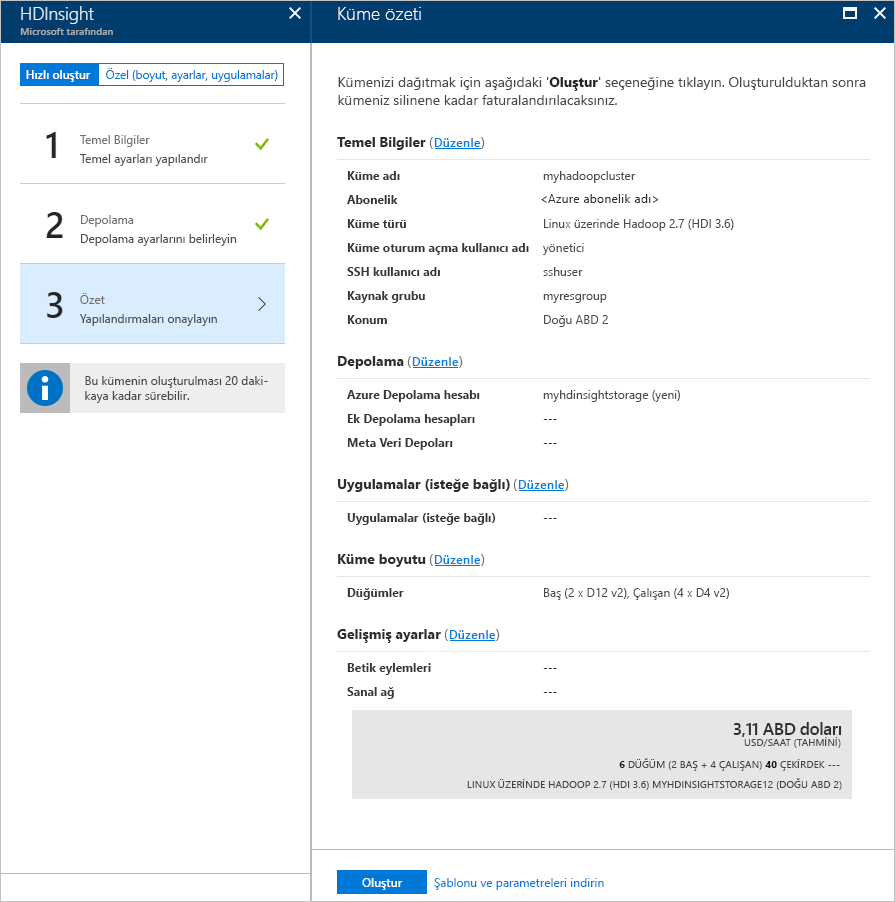 HDInsight
Microsoft tarafından
Hızlı oluştur
Özel (boyut, ayarlar, uygulamalar)
1
Temel Bilgiler
Temel ayarları yapılandır
2
Depolama
Depolama ayarlarını belirleyin
3
Özet
Yapılandırmaları onaylayın
Bu kümenin oluşturulması 20 daki-
kaya kadar sürebilir.
Küme özeti
Kümenizi dağıtmak için aşağıdaki 'Oluştur' seçeneğine tıklayın. Oluşturulduktan sonra
kümeniz silinene kadar faturalandırılacaksınız.
Temel Bilgiler (Düzenle)
Küme adı myhadoopcluster
Abonelik <Azure abonelik adı>
Küme türü Linux üzerinde Hadoop 2.7 (HDI 3.6)
Küme oturum açma kullanıcı adı yönetici
SSH kullanıcı adı sshuser
Kaynak grubu myresgroup
Konum Doğu ABD 2
Depolama (Düzenle)
Azure Depolama hesabı myhdinsightstorage (yeni)
Ek Depolama hesapları ---
Meta Veri Depoları ---
Uygulamalar (isteğe bağlı) (Düzenle)
Uygulamalar (isteğe bağlı) ---
Küme boyutu (Düzenle)
Düğümler Baş (2 x D12 v2), Çalışan (4 x D4 v2)
Gelişmiş ayarlar (Düzenle)
Betik eylemleri ---
Sanal ağ ---
3,11 ABD doları
USD/SAAT (TAHMİNİ)
6 DÜĞÜM (2 BAŞ + 4 ÇALIŞAN) 40 ÇEKİRDEK ---
LINUX ÜZERİNDE HADOOP 2.7 (HDI 3.6) MYHDINSIGHTSTORAGE12 (DOĞU ABD 2)
Oluştur
Şablonu ve parametreleri indirin